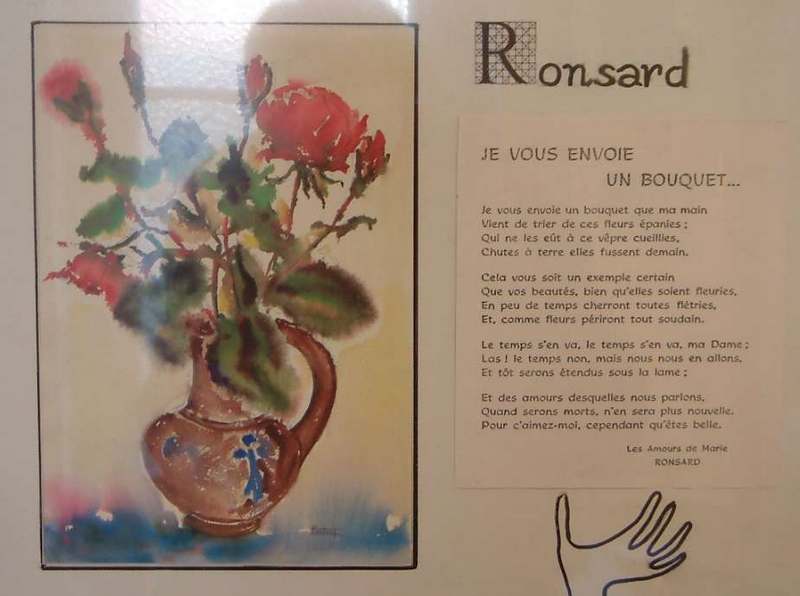 Ronsard
JE VOUS ENVOIE
UN BOUQUET...
Je vous envoie un bouquet que ma main
Vient de trier de ces fleurs épanies ;
Qui ne les eût à ce vêpre cueillies,
Chutes à terre elles fussent demain.
Cela vous soit un exemple certain
Que vos beautés, bien qu'elles soient fleuries,
En peu de temps cherront toutes flétries,
Et, comme fleurs périront tout soudain.
Le temps s'en va, le temps s'en va, ma Dame ;
Las ! le temps non, mais nous nous en allons,
Et tôt serons étendus sous la lame ;
Et des amours desquelles nous parlons,
Quand serons morts, n'en sera plus nouvelle.
Pour c'aimez-moi, cependant qu'êtes belle.
Les Amours de Marie
RONSARD